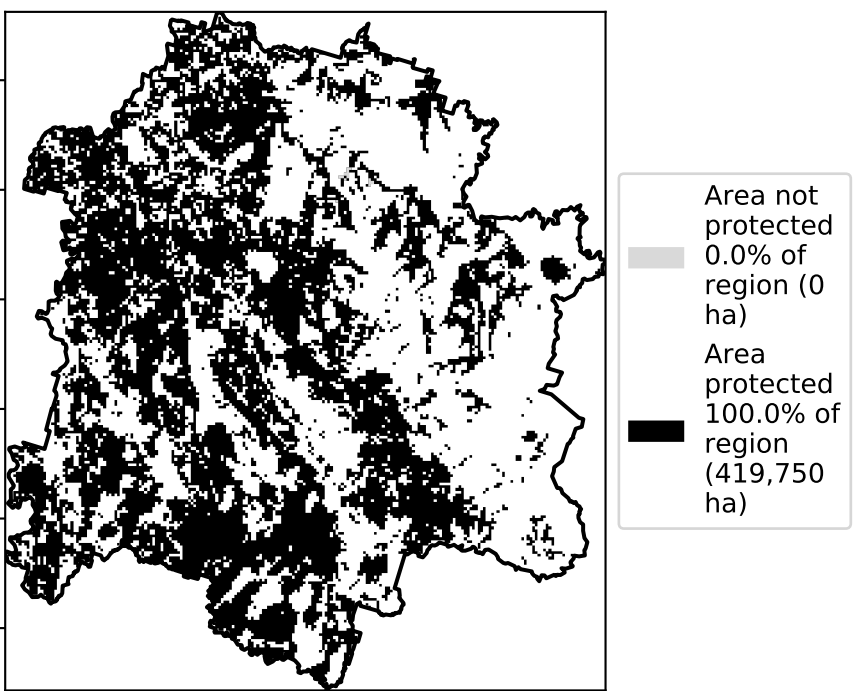 Area not
protected
0.0% of
region (0
ha)
Area
protected
100.0% of
region
(419,750
ha)